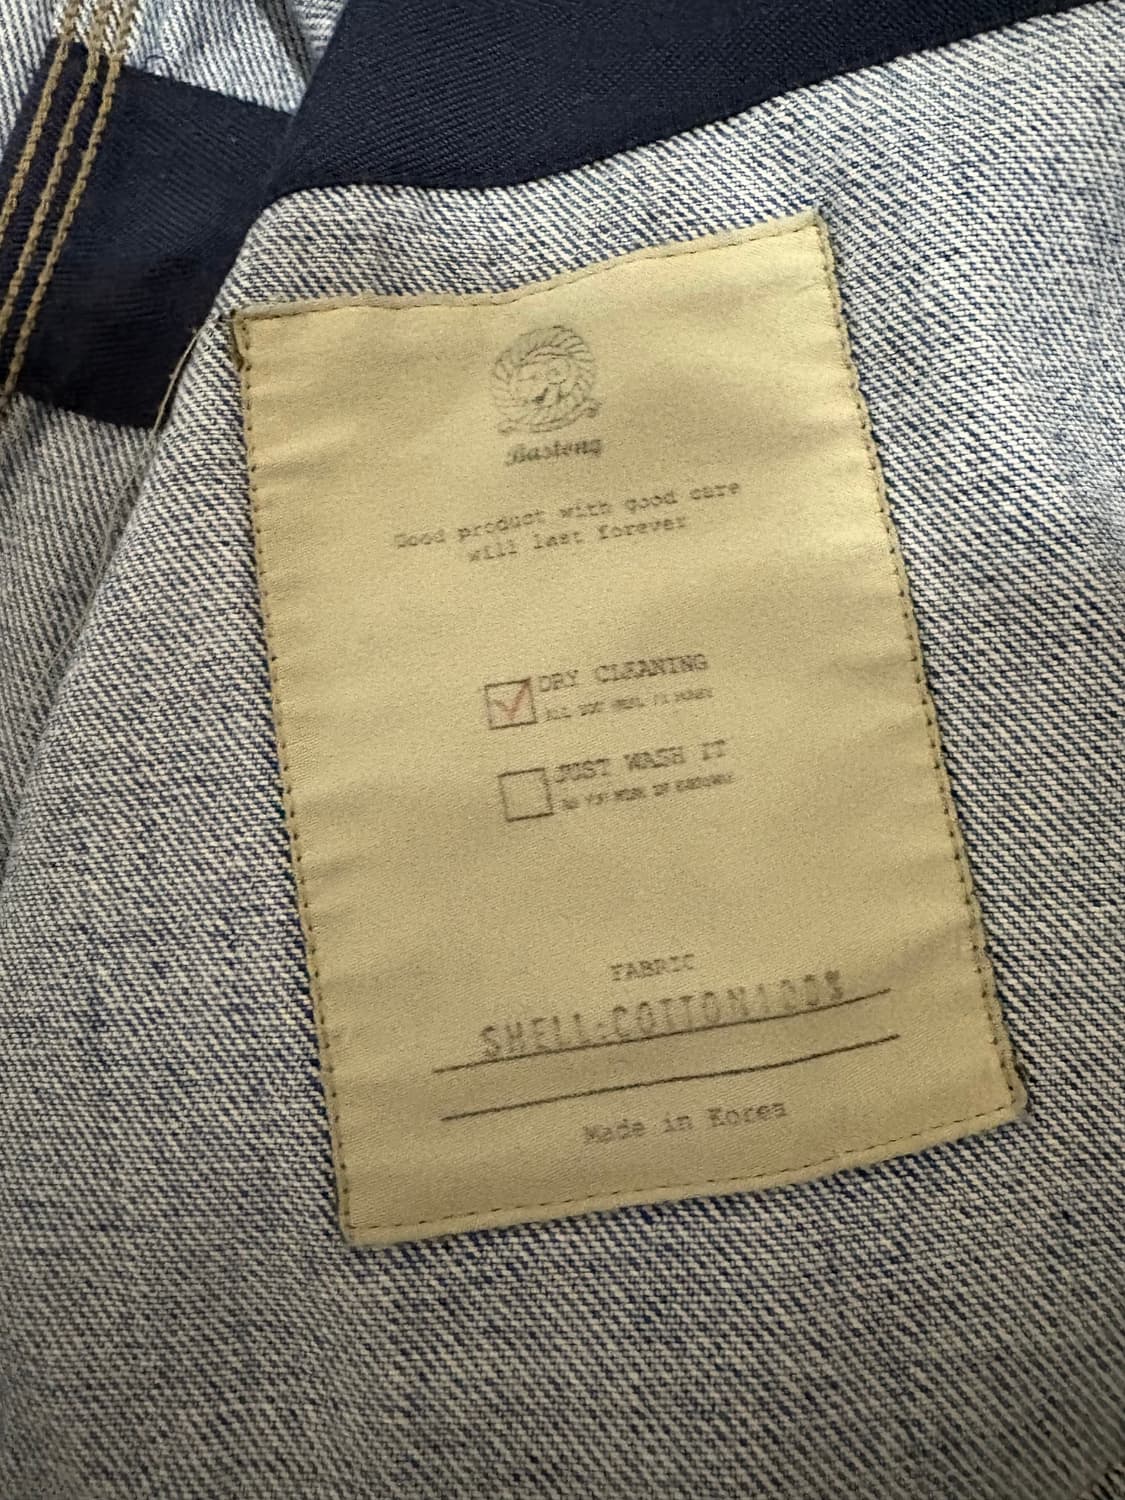 Bastong
Good product with good care
will last forever
DRY CLEANING
JUST WASH IT
FABRIC
SHELL:COTTON100%
Made in Korea